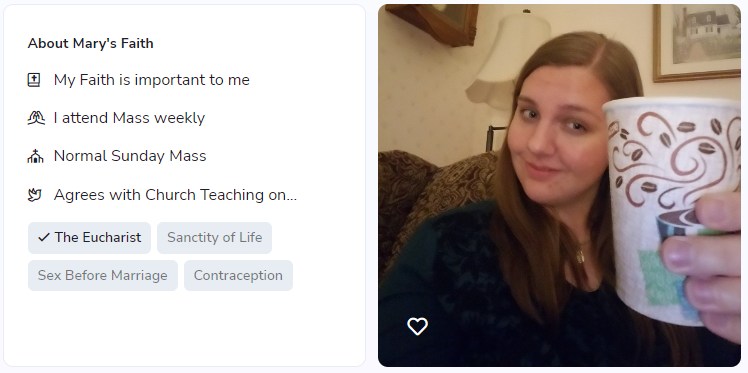 About Mary's Faith
My Faith is important to me
I attend Mass weekly
Normal Sunday Mass
Agrees with Church Teaching on...
The Eucharist
Sanctity of Life
Sex Before Marriage
Contraception